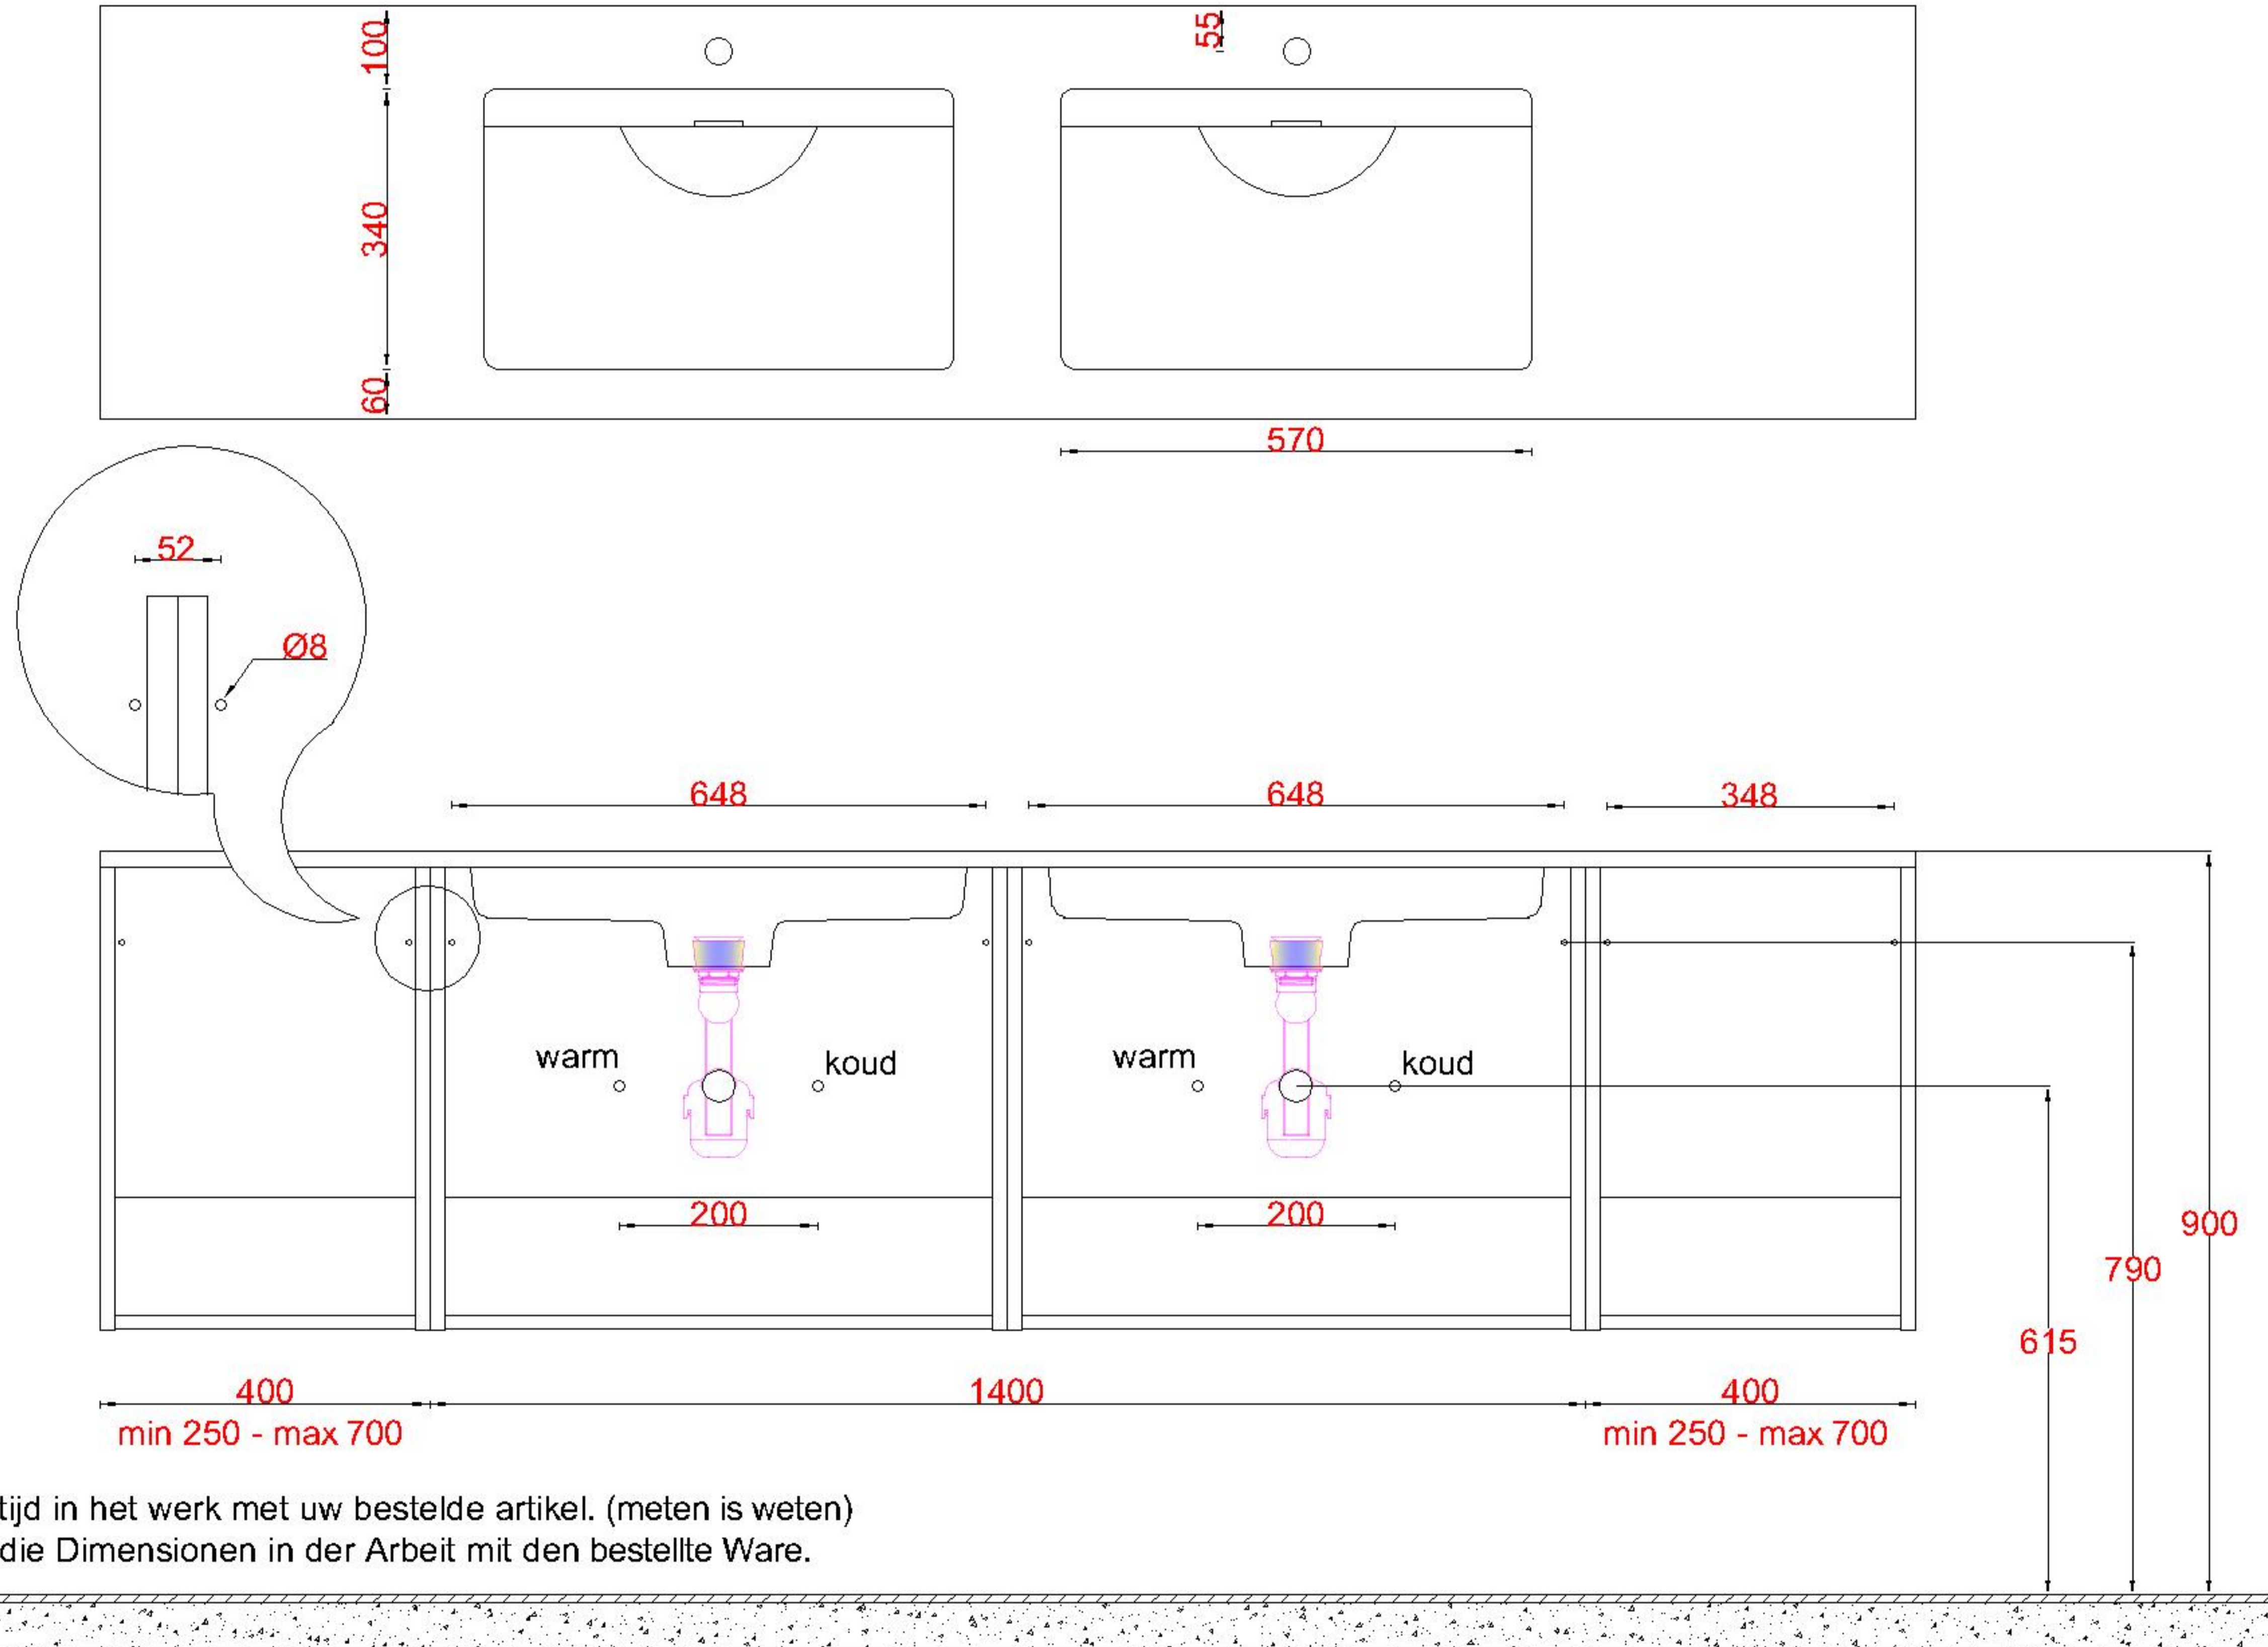 100
55
340
60
570
52
Ø8
648
648
348
warm
koud
warm
koud
200
200
900
790
615
400
1400
400
min 250 - max 700
min 250 - max 700
tijd in het werk met uw bestelde artikel. (meten is weten)
die Dimensionen in der Arbeit mit den bestellte Ware.